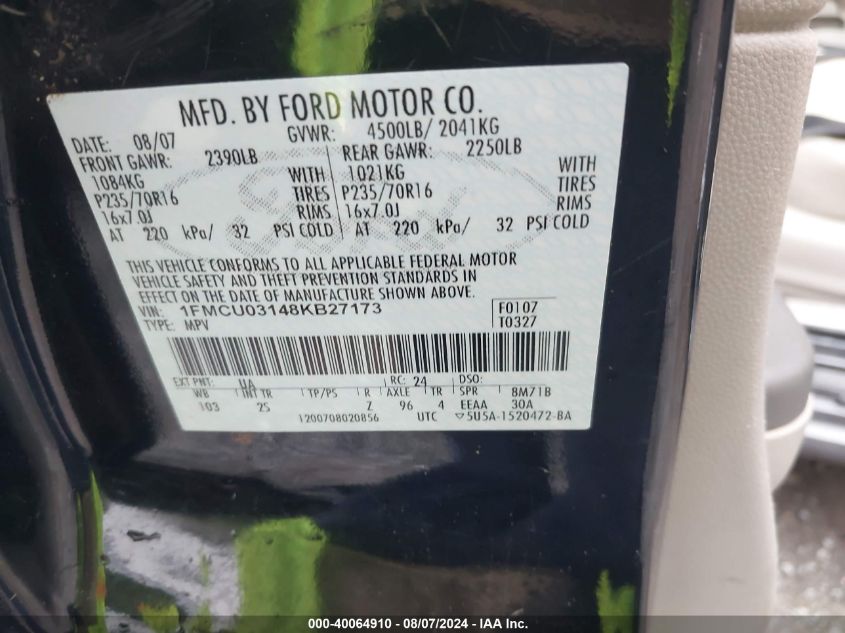 MFD. BY FORD MOTOR CO.
DATE: 08/07 GVWR: 4500LB/ 2041KG
FRONT GAWR: 2390LB REAR GAWR: 2250LB
1084KG WITH 1021KG WITH
P235/70R16 TIRES P235/70R16 TIRES
16x7.0J RIMS 16x7.0J RIMS
AT 220 kPa/ 32 PSI COLD AT 220 kPa/ 32 PSI COLD
THIS VEHICLE CONFORMS TO ALL APPLICABLE FEDERAL MOTOR
VEHICLE SAFETY AND THEFT PREVENTION STANDARDS IN
EFFECT ON THE DATE OF MANUFACTURE SHOWN ABOVE.
VIN: 1FMCU03148KB27173 F0107
TYPE: MPV T0327
EXT PNT: UA RC: 24 DSO:
WB INT TR TP/PS R AXLE TR SPR 8M71B
103 25 Z 96 4 EEAA 30A
1200708020856 UTC ▽5U5A-1520472-BA
000-40064910 - 08/07/2024 - IAA Inc.